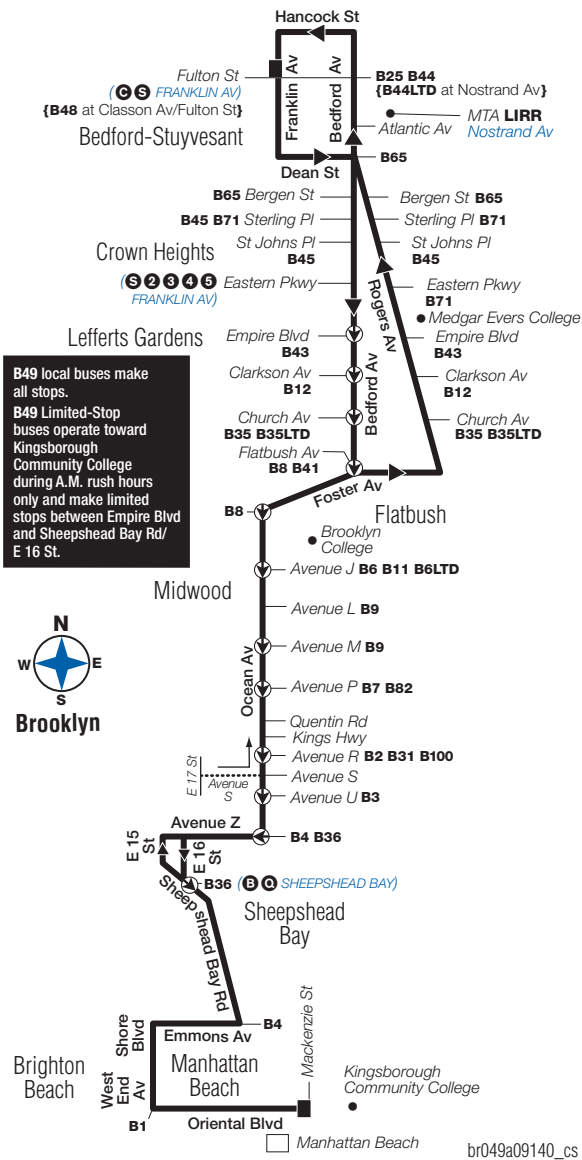 Hancock St
Fulton St
(C S FRANKLIN AV)
{B48 at Classon Av/Fulton St}
Bedford-Stuyvesant
Franklin Av
Bedford Av
B25 B44
{B44LTD at Nostrand Av}
MTA LIRR
Nostrand Av
Atlantic Av
Dean St
B65
B65 Bergen St
Bergen St B65
B45 B71 Sterling Pl
Sterling Pl B71
St Johns Pl
B45
St Johns Pl
B45
Crown Heights
(S 2 3 4 5
FRANKLIN AV)
Eastern Pkwy
Rogers Av
Eastern Pkwy
B71
Medgar Evers College
Lefferts Gardens
Empire Blvd
B43
Empire Blvd
B43
Clarkson Av
B12
Clarkson Av
B12
Bedford Av
Church Av
B35 B35LTD
Church Av
B35 B35LTD
Flatbush Av
B8 B41
Foster Av
Flatbush
B49 local buses make
all stops.
B49 Limited-Stop
buses operate toward
Kingsborough
Community College
during A.M. rush hours
only and make limited
stops between Empire Blvd
and Sheepshead Bay Rd/
E 16 St.
B8
Brooklyn
College
Avenue J B6 B11 B6LTD
Midwood
Avenue L B9
N
W E
S
Brooklyn
Ocean Av
Avenue M B9
Avenue P B7 B82
Quentin Rd
Kings Hwy
Avenue R B2 B31 B100
E 17 St
Avenue
S
Avenue S
Avenue U B3
Avenue Z
B4 B36
E 15
St
E 16
St
B36 (B Q SHEEPSHEAD BAY)
Sheepshead
Bay
Sheepshead Bay Rd
B4
Emmons Av
Shore
Blvd
Brighton
Beach
West
End
Av
Manhattan
Beach
Mackenzie St
Kingsborough
Community College
B1
Oriental Blvd
Manhattan Beach
br049a09140_cs